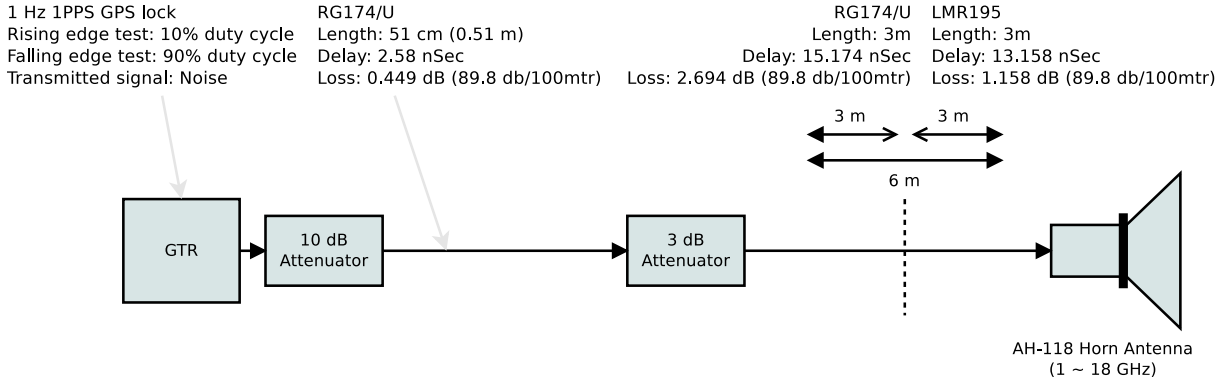 1 Hz 1PPS GPS lock
Rising edge test: 10% duty cycle
Falling edge test: 90% duty cycle
Transmitted signal: Noise
RG174/U
Length: 51 cm (0.51 m)
Delay: 2.58 nSec
Loss: 0.449 dB (89.8 db/100mtr)
RG174/U
Length: 3m
Delay: 15.174 nSec
Loss: 2.694 dB (89.8 db/100mtr)
LMR195
Length: 3m
Delay: 13.158 nSec
Loss: 1.158 dB (89.8 db/100mtr)
3 m
3 m
6 m
GTR
10 dB
Attenuator
3 dB
Attenuator
AH-118 Horn Antenna
(1 ~ 18 GHz)